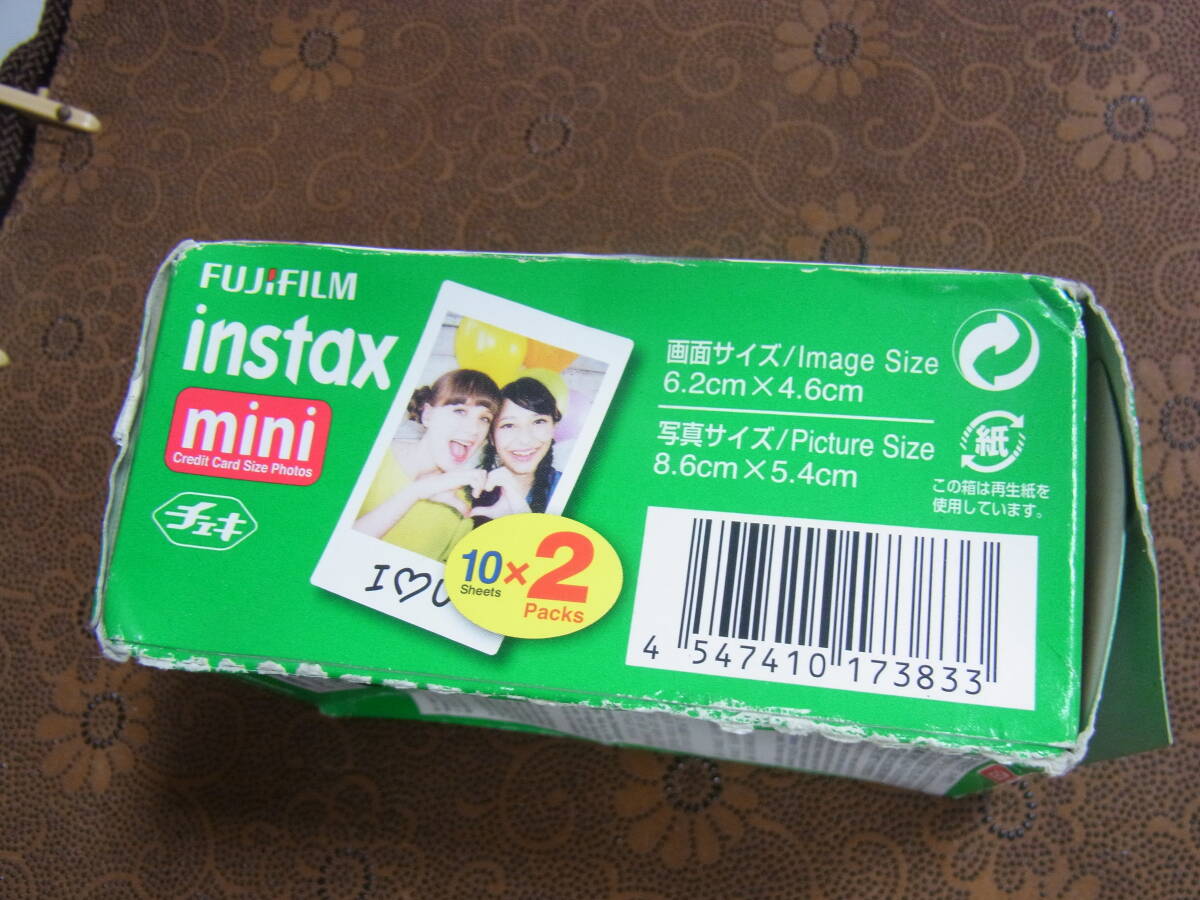 FUJIFILM
instax
mini
Credit Card Size Photos
チェキ
I♡U
10 × 2
Sheets
Packs
画面サイズ/Image Size
6.2cm×4.6cm
写真サイズ/Picture Size
8.6cm×5.4cm
紙
この箱は再生紙を
使用しています。
4 547410 173833